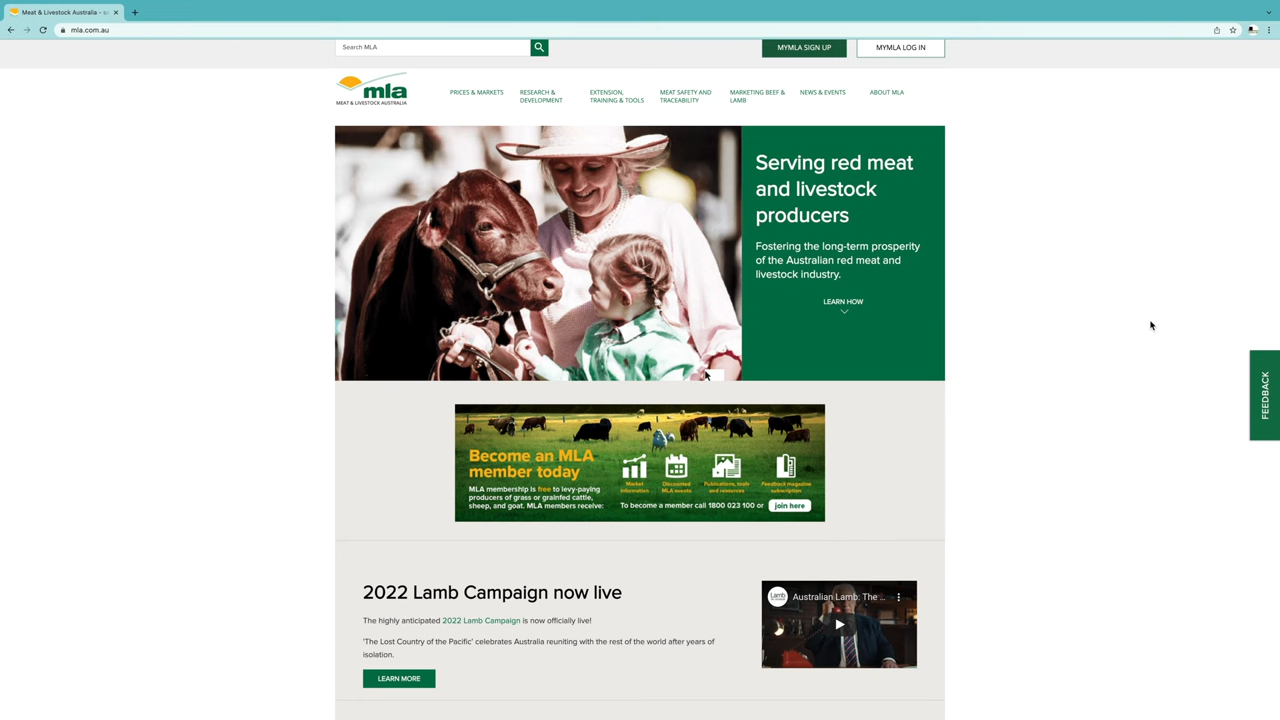 Meat & Livestock Australia -
mla.com.au
Search MLA
MYMLA SIGN UP
MYMLA LOG IN
mla
MEAT & LIVESTOCK AUSTRALIA
PRICES & MARKETS
RESEARCH &
DEVELOPMENT
EXTENSION,
TRAINING & TOOLS
MEAT SAFETY AND
TRACEABILITY
MARKETING BEEF &
LAMB
NEWS & EVENTS
ABOUT MLA
Serving red meat
and livestock
producers
Fostering the long-term prosperity
of the Australian red meat and
livestock industry.
LEARN HOW
FEEDBACK
Become an MLA
member today
MLA membership is free to levy-paying
producers of grass or grainfed cattle,
sheep, and goat. MLA members receive:
Market
information
Discounted
MLA events
Publications, tools
and resources
Feedback magazine
subscription
To become a member call 1800 023 100 or join here
2022 Lamb Campaign now live
The highly anticipated 2022 Lamb Campaign is now officially live!
'The Lost Country of the Pacific' celebrates Australia reuniting with the rest of the world after years of
isolation.
LEARN MORE
Lamb
Australian Lamb: The ...